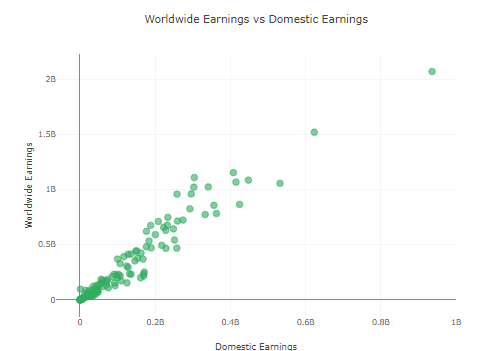 Worldwide Earnings vs Domestic Earnings
2B
1.5B
1B
0.5B
0
Worldwide Earnings
0 0.2B 0.4B 0.6B 0.8B 1B
Domestic Earnings